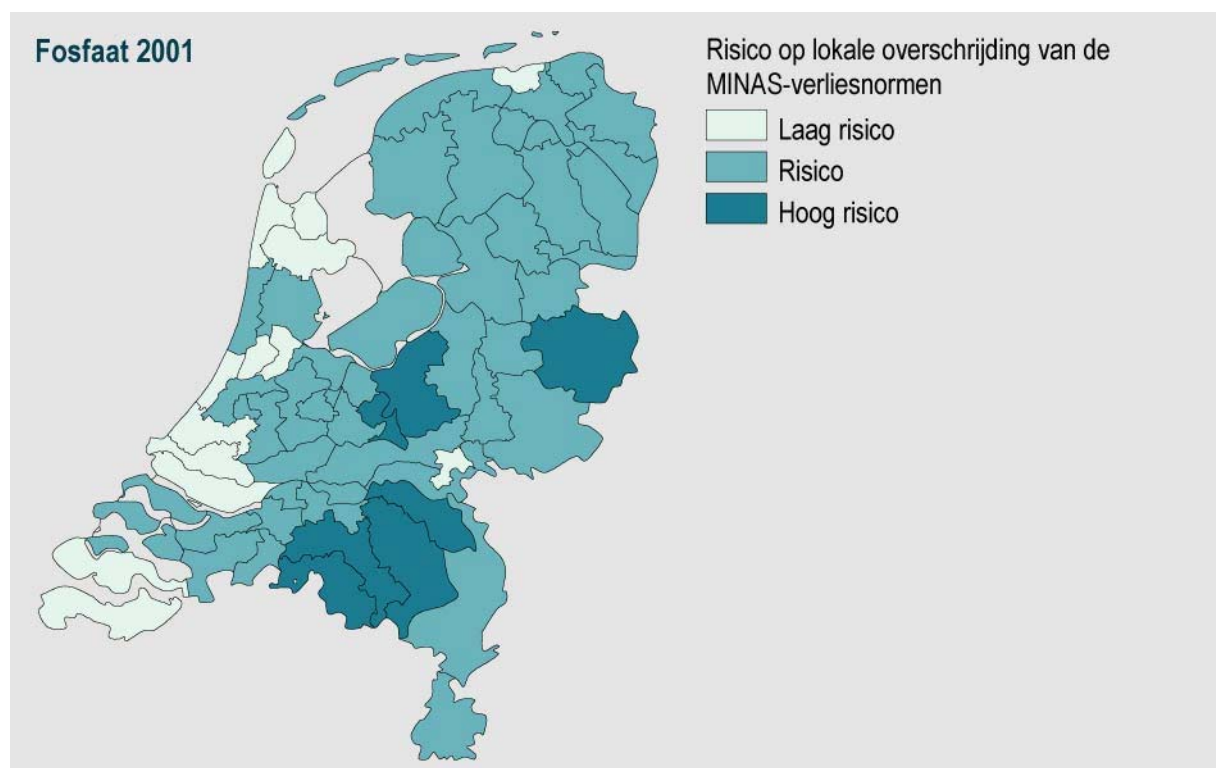 Fosfaat 2001
Risico op lokale overschrijding van de
MINAS-verliesnormen
Laag risico
Risico
Hoog risico